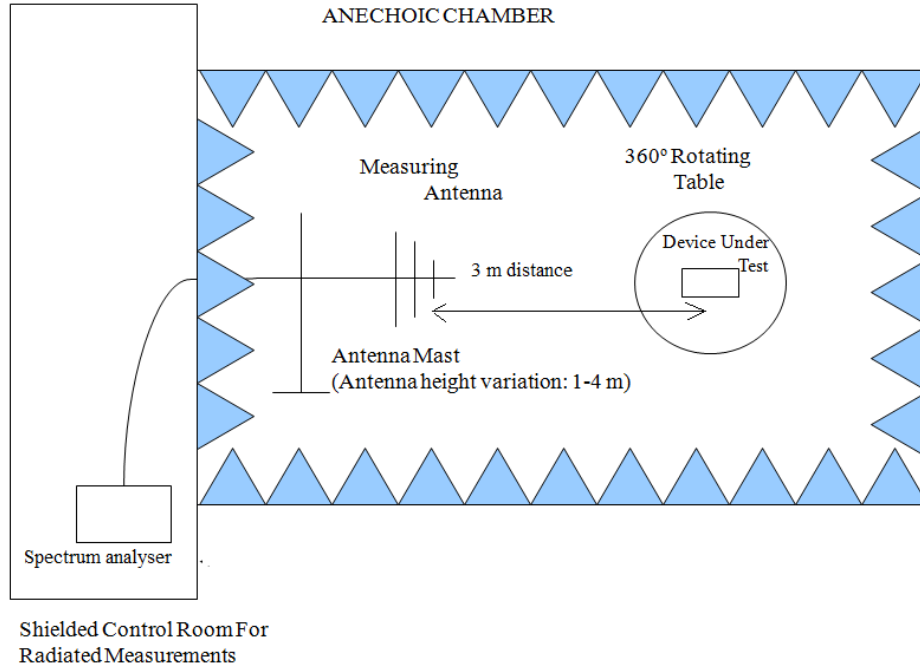 ANECHOIC CHAMBER
Measuring
Antenna
360º Rotating
Table
Device Under
Test
3 m distance
Antenna Mast
(Antenna height variation: 1-4 m)
Spectrum analyser
Shielded Control Room For
Radiated Measurements